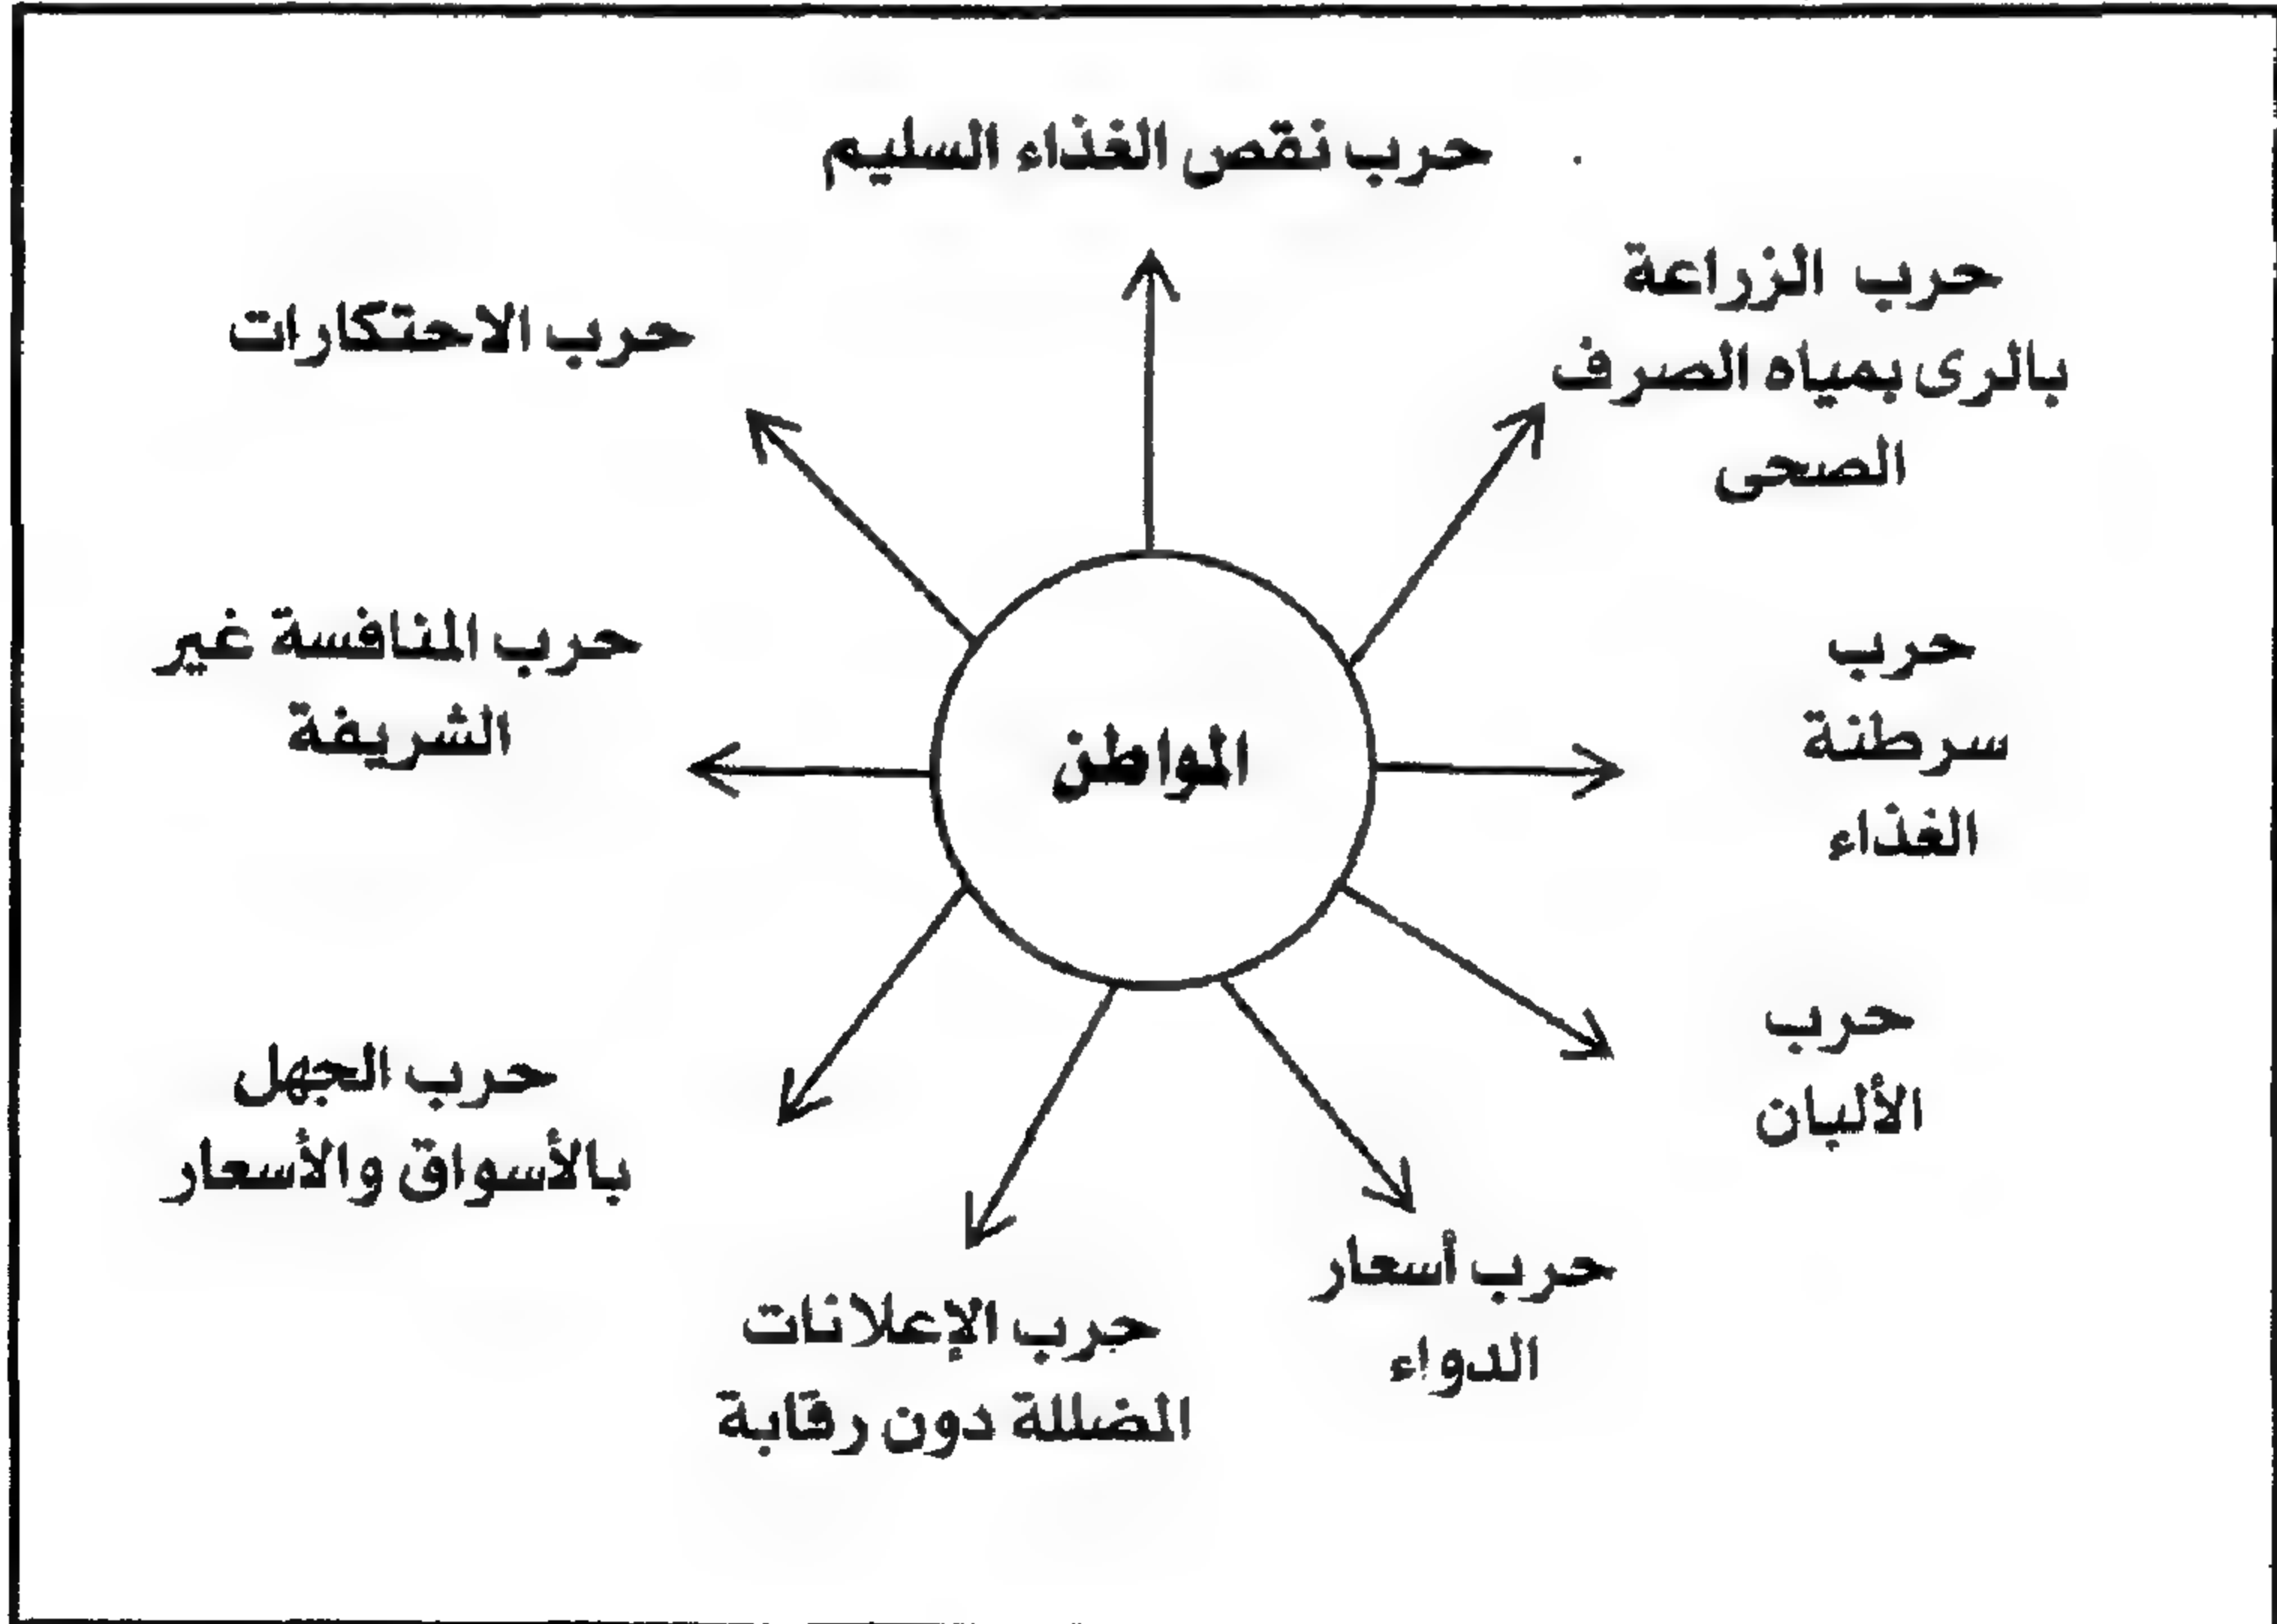 حرب نقص الغذاء السليم
حرب الزراعة
بالرى بمياه الصرف
الصحى
حرب
سرطنة
الغذاء
حرب
الألبان
حرب أسعار
الدواء
حرب الإعلانات
المضللة دون رقابة
حرب الجهل
بالأسواق والأسعار
حرب المنافسة غير
الشريفة
حرب الاحتكارات
المواطن